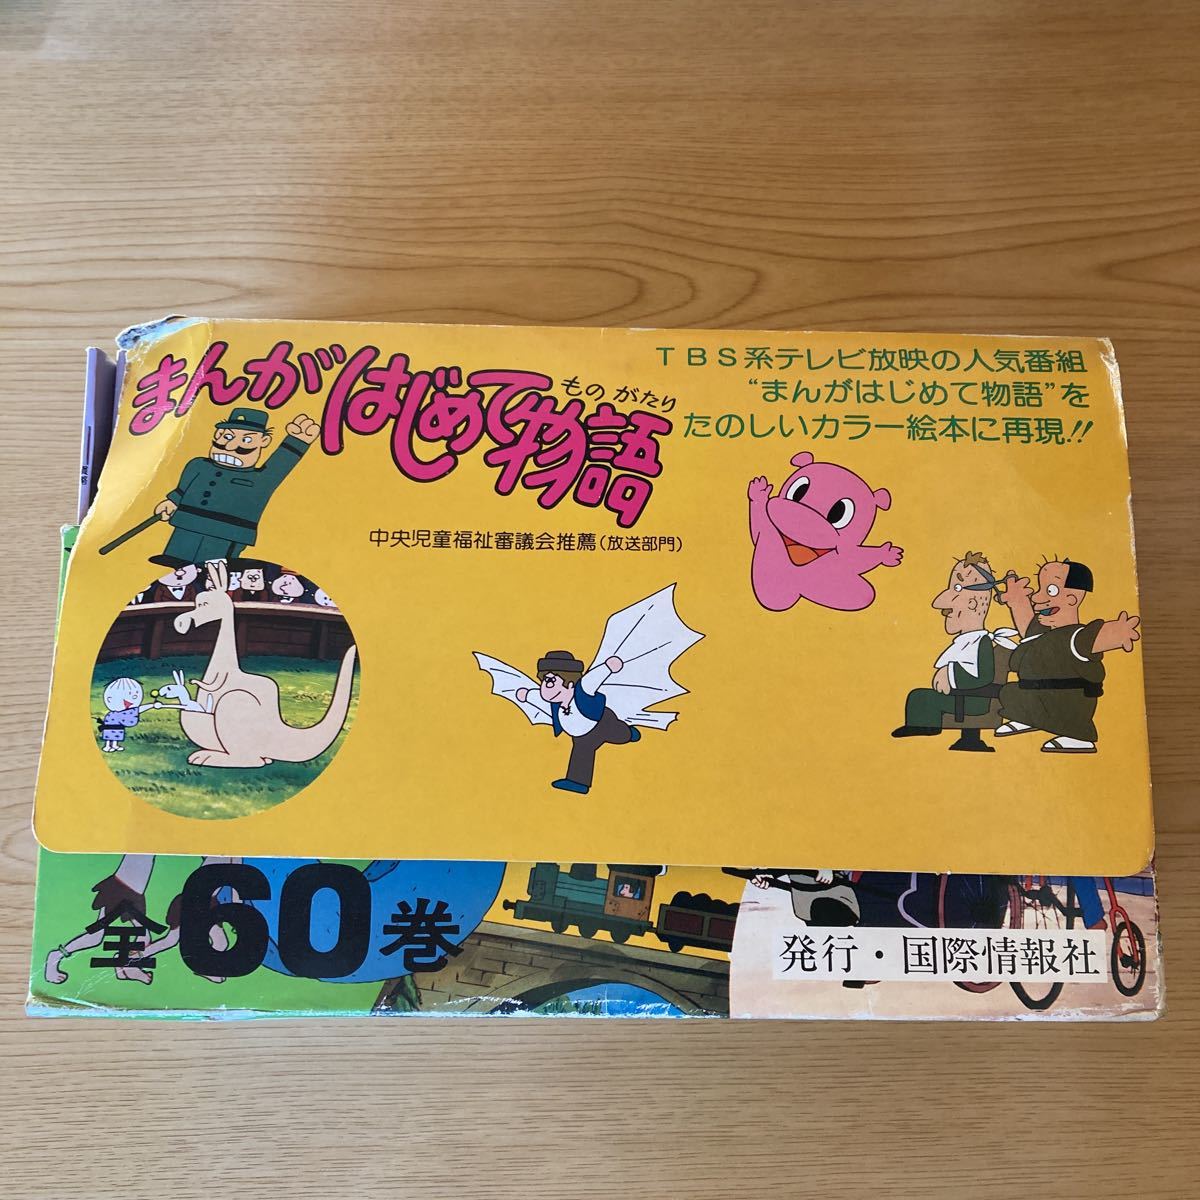 まんがはじめて物語
もの がたり
TBS系テレビ放映の人気番組
“まんがはじめて物語”を
たのしいカラー絵本に再現!!
中央児童福祉審議会推薦（放送部門）
全60巻
発行・国際情報社